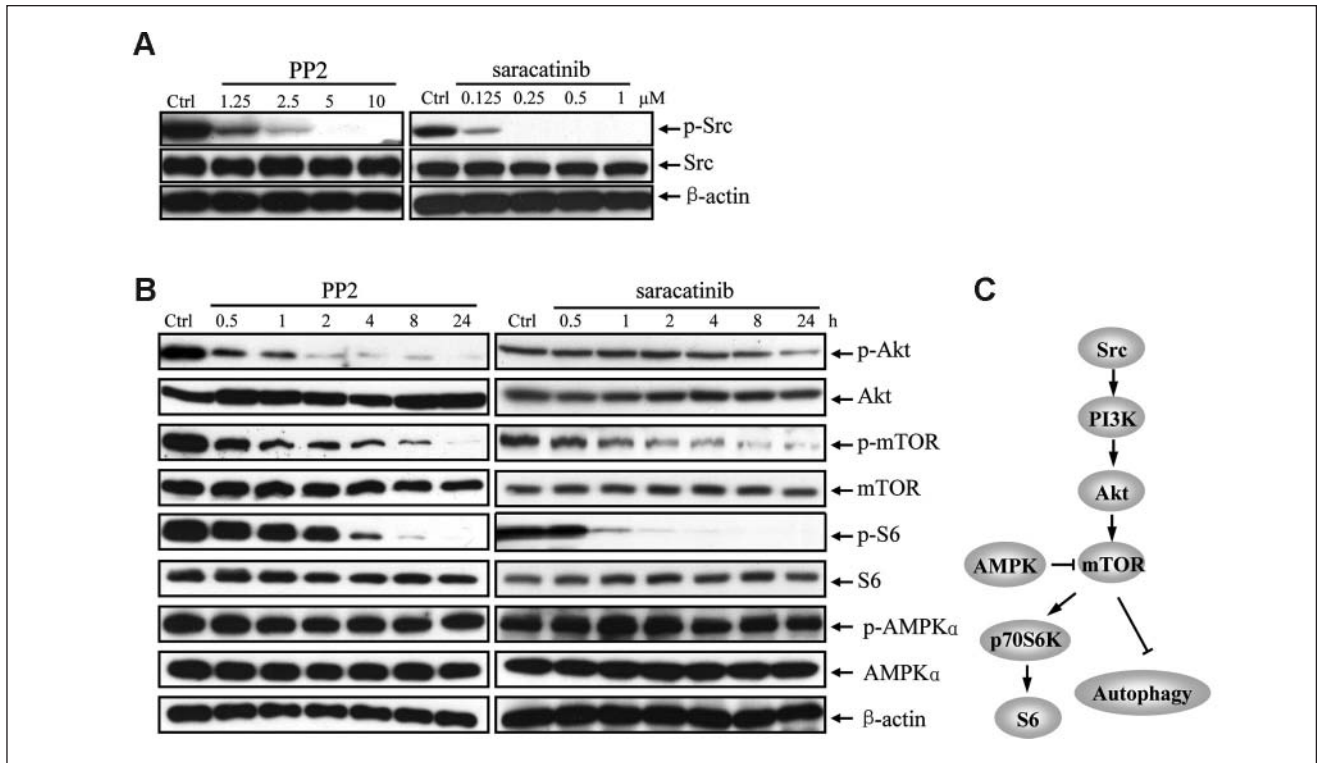 A
PP2
saracatinib
Ctrl 1.25 2.5 5 10
Ctrl 0.125 0.25 0.5 1 μM
p-Src
Src
β-actin
B
PP2
saracatinib
Ctrl 0.5 1 2 4 8 24
Ctrl 0.5 1 2 4 8 24 h
p-Akt
Akt
p-mTOR
mTOR
p-S6
S6
p-AMPKα
AMPKα
β-actin
C
Src
PI3K
Akt
AMPK mTOR
p70S6K
Autophagy
S6